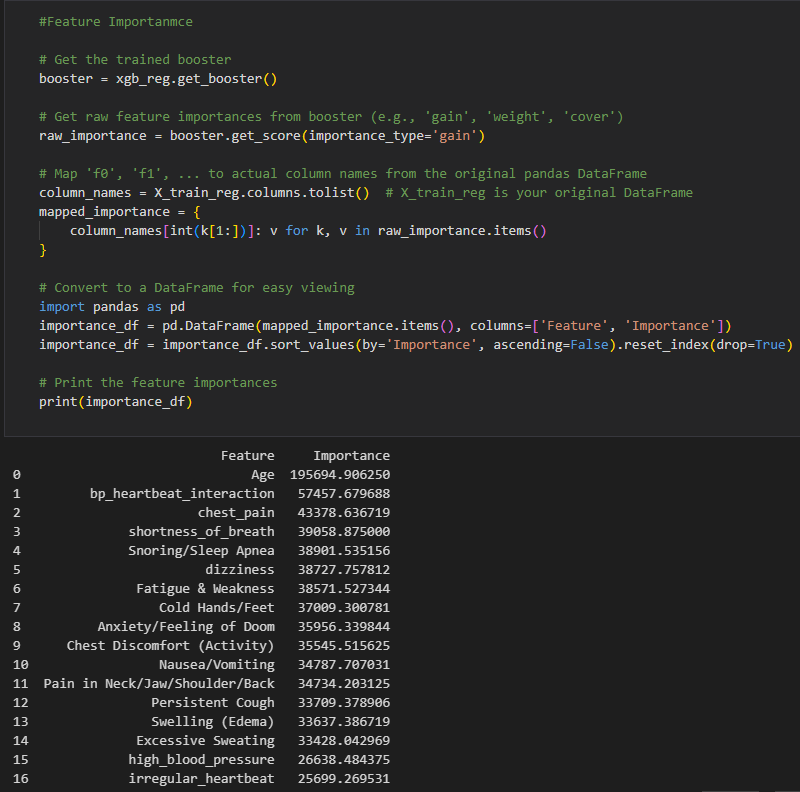 #Feature Importanmce
# Get the trained booster
booster = xgb_reg.get_booster()
# Get raw feature importances from booster (e.g., 'gain', 'weight', 'cover')
raw_importance = booster.get_score(importance_type='gain')
# Map 'f0', 'f1', ... to actual column names from the original pandas DataFrame
column_names = X_train_reg.columns.tolist()  # X_train_reg is your original DataFrame
mapped_importance = {
    column_names[int(k[1:])]: v for k, v in raw_importance.items()
}
# Convert to a DataFrame for easy viewing
import pandas as pd
importance_df = pd.DataFrame(mapped_importance.items(), columns=['Feature', 'Importance'])
importance_df = importance_df.sort_values(by='Importance', ascending=False).reset_index(drop=True)
# Print the feature importances
print(importance_df)
Feature Importance
0 Age 195694.906250
1 bp_heartbeat_interaction 57457.679688
2 chest_pain 43378.636719
3 shortness_of_breath 39058.875000
4 Snoring/Sleep Apnea 38901.535156
5 dizziness 38727.757812
6 Fatigue & Weakness 38571.527344
7 Cold Hands/Feet 37009.300781
8 Anxiety/Feeling of Doom 35956.339844
9 Chest Discomfort (Activity) 35545.515625
10 Nausea/Vomiting 34787.707031
11 Pain in Neck/Jaw/Shoulder/Back 34734.203125
12 Persistent Cough 33709.378906
13 Swelling (Edema) 33637.386719
14 Excessive Sweating 33428.042969
15 high_blood_pressure 26638.484375
16 irregular_heartbeat 25699.269531